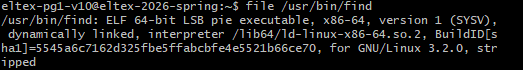 eltex-pg1-v10@eltex-2026-spring:~$ file /usr/bin/find
/usr/bin/find: ELF 64-bit LSB pie executable, x86-64, version 1 (SYSV),
 dynamically linked, interpreter /lib64/ld-linux-x86-64.so.2, BuildID[s
ha1]=5545a6c7162d325fbe5ffabcbfe4e5521b66ce70, for GNU/Linux 3.2.0, str
ipped